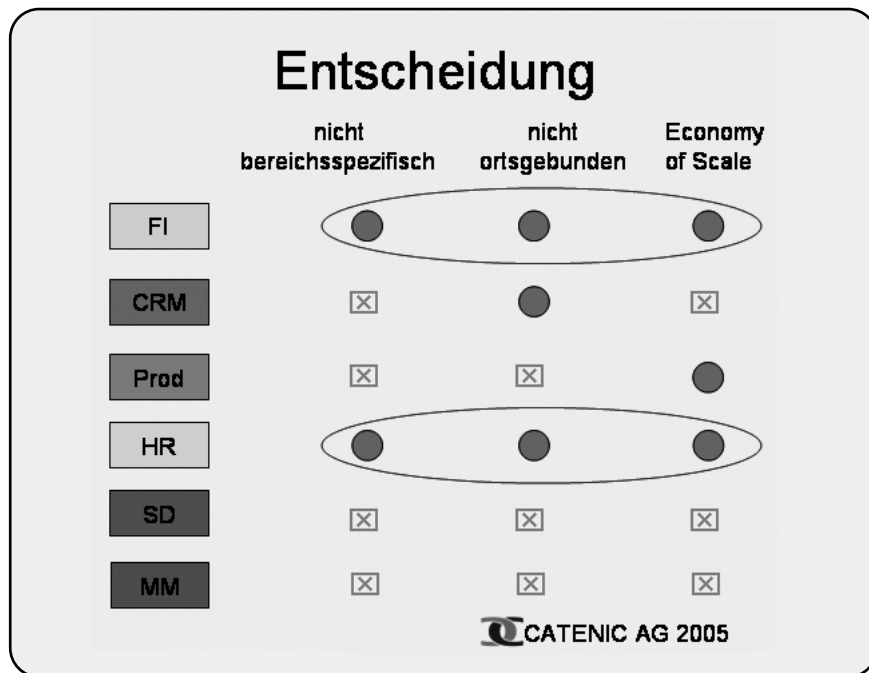 Entscheidung
nicht
bereichsspezifisch
nicht
ortsgebunden
Economy
of Scale
FI
CRM
Prod
HR
SD
MM
CATENIC AG 2005